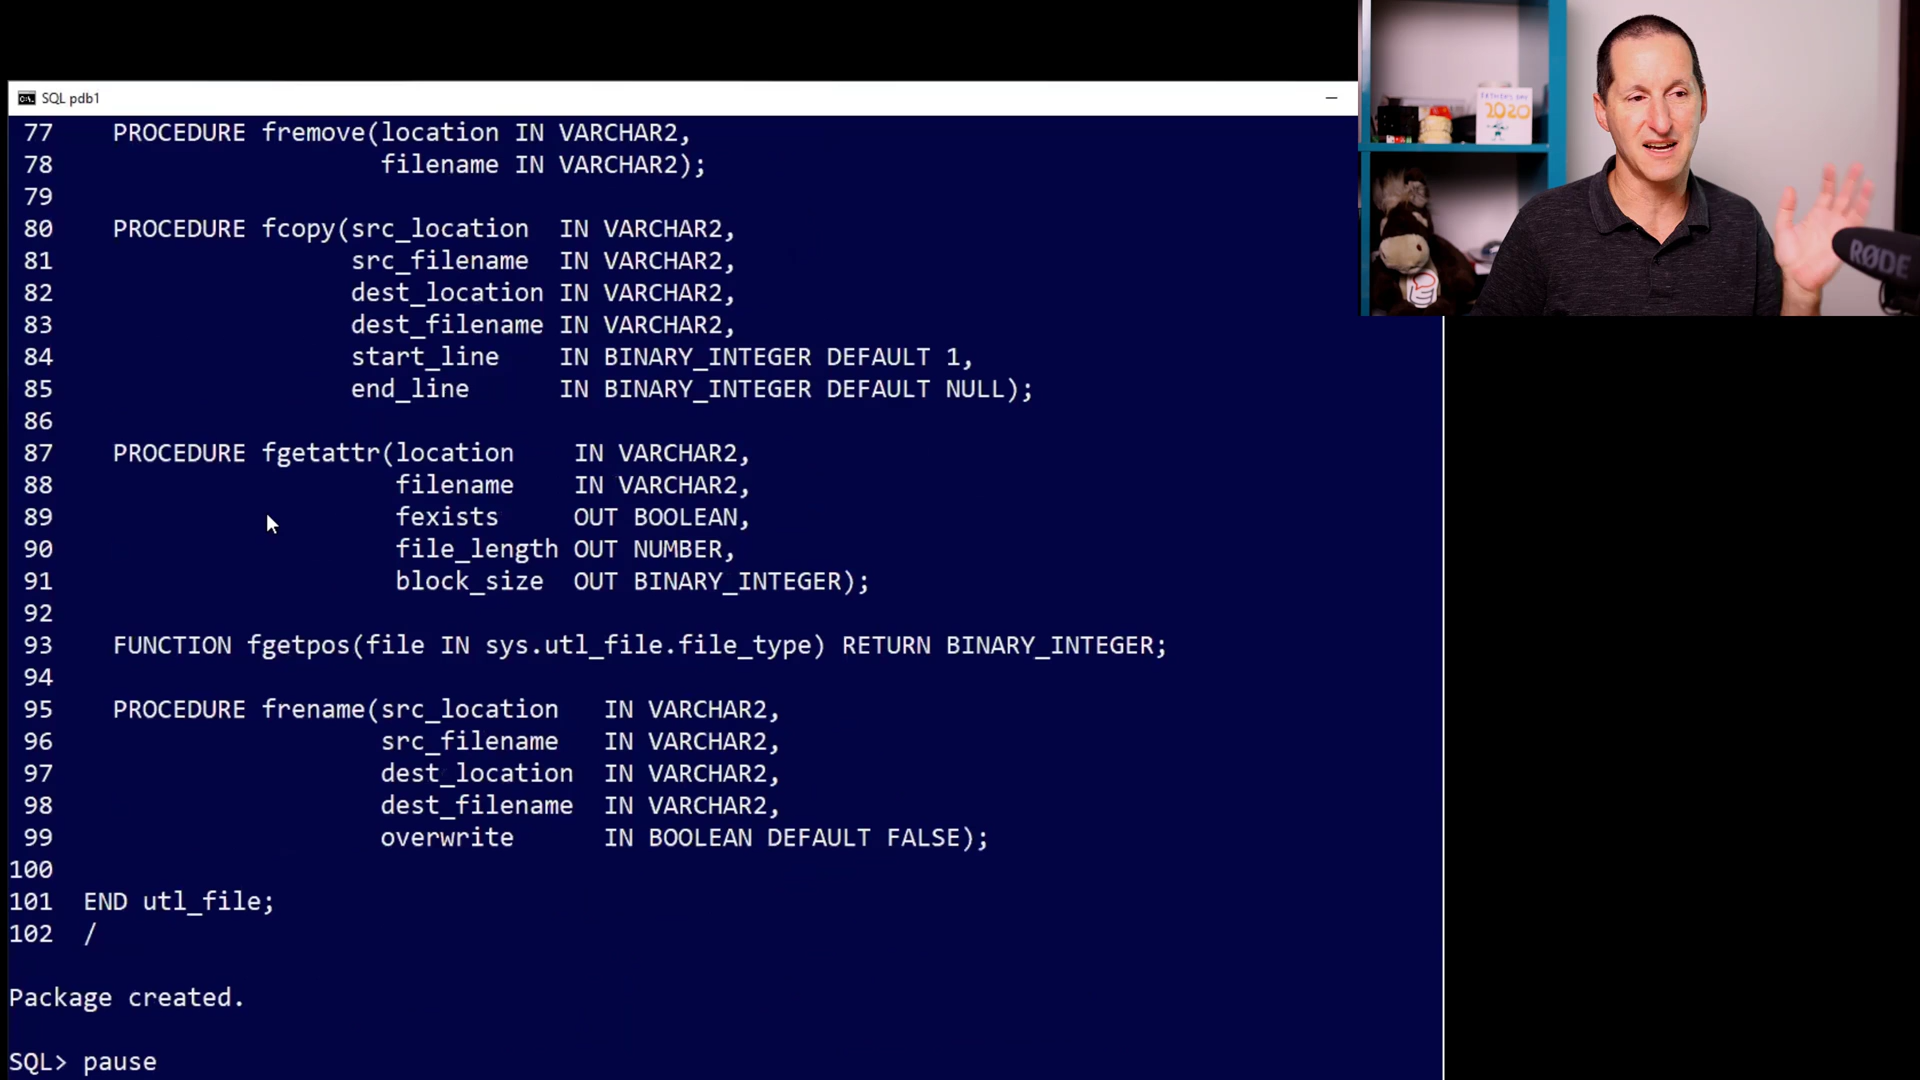 SQL pdb1
77 PROCEDURE fremove(location IN VARCHAR2,
78 filename IN VARCHAR2);
79
80 PROCEDURE fcopy(src_location IN VARCHAR2,
81 src_filename IN VARCHAR2,
82 dest_location IN VARCHAR2,
83 dest_filename IN VARCHAR2,
84 start_line IN BINARY_INTEGER DEFAULT 1,
85 end_line IN BINARY_INTEGER DEFAULT NULL);
86
87 PROCEDURE fgetattr(location IN VARCHAR2,
88 filename IN VARCHAR2,
89 fexists OUT BOOLEAN,
90 file_length OUT NUMBER,
91 block_size OUT BINARY_INTEGER);
92
93 FUNCTION fgetpos(file IN sys.utl_file.file_type) RETURN BINARY_INTEGER;
94
95 PROCEDURE frename(src_location IN VARCHAR2,
96 src_filename IN VARCHAR2,
97 dest_location IN VARCHAR2,
98 dest_filename IN VARCHAR2,
99 overwrite IN BOOLEAN DEFAULT FALSE);
100
101 END utl_file;
102 /
Package created.
SQL> pause
2020
RØDE